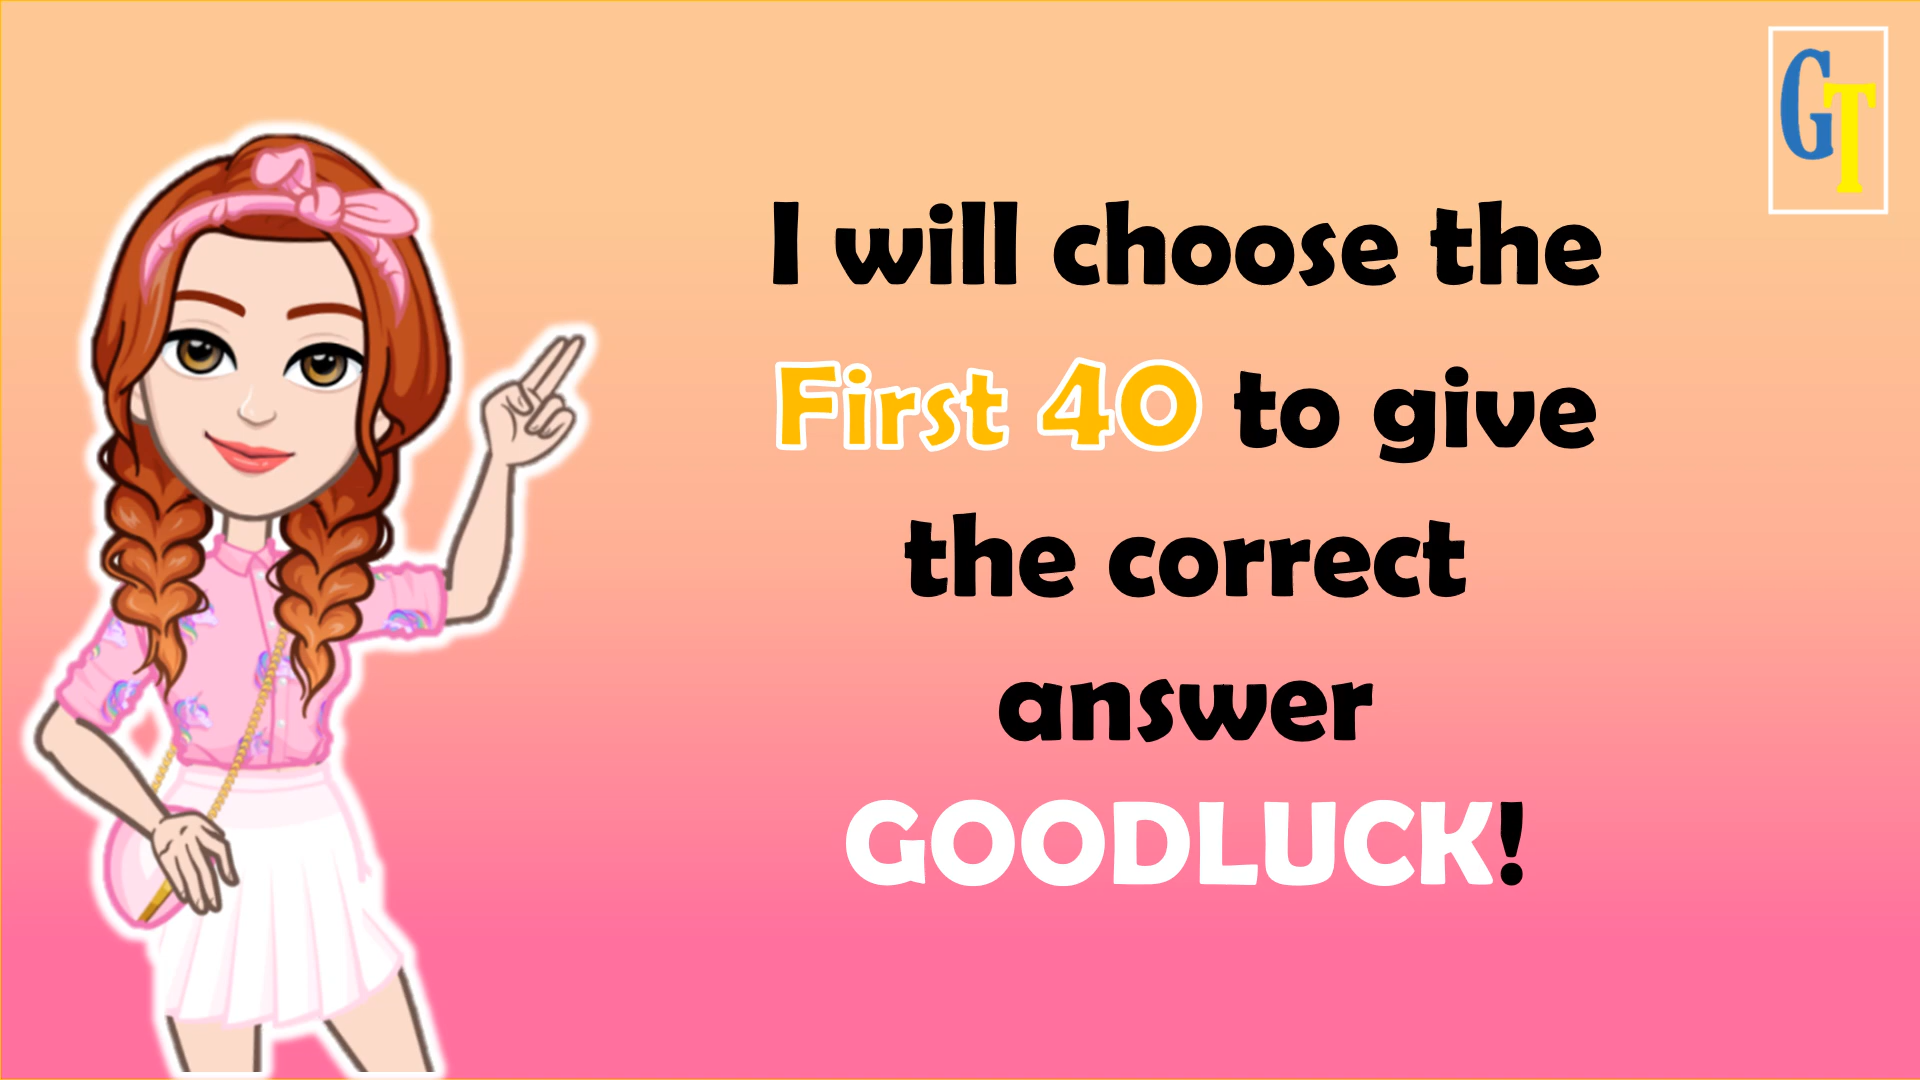 GT
I will choose the
First 40 to give
the correct
answer
GOODLUCK!